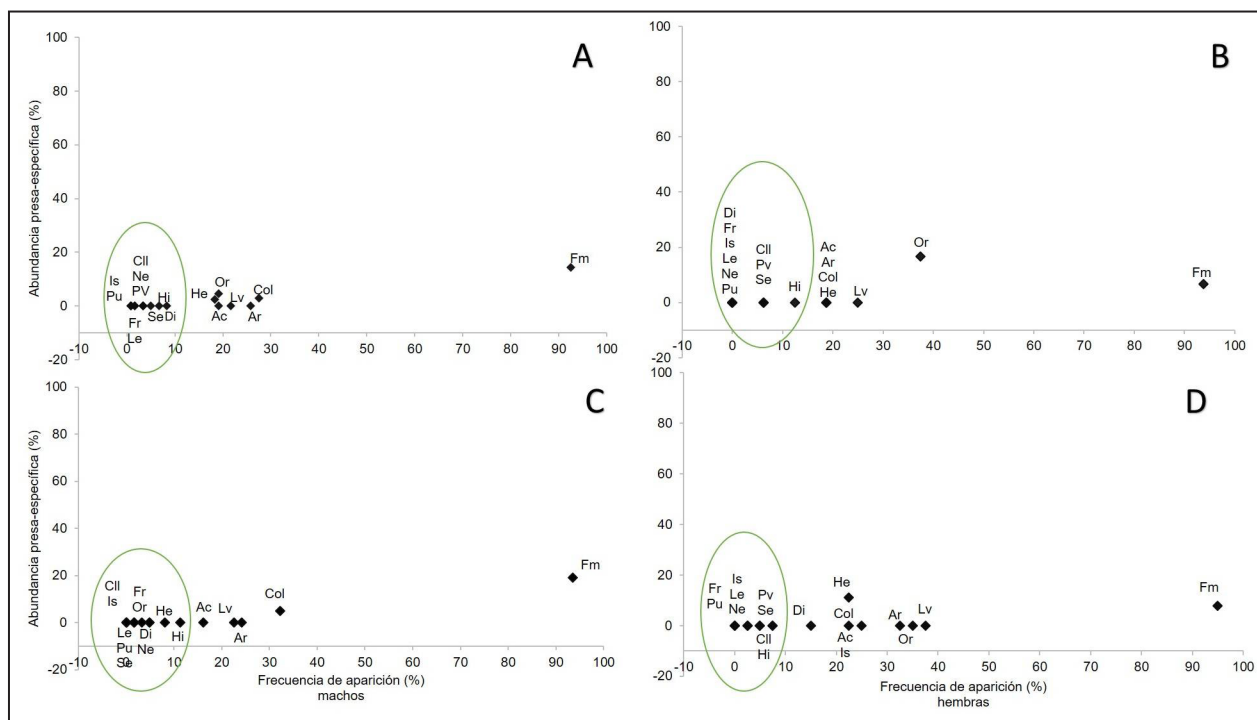 A
Abundancia presa-específica (%)
100
80
60
40
20
0
-20
-10
0
10
20
30
40
50
60
70
80
90
100
Is
Pu
Cll
Ne
PV
Fr
Le
Se
Hi
Di
He
Or
Ac
Lv
Ar
Col
Fm
B
100
80
60
40
20
0
-20
-10
0
10
20
30
40
50
60
70
80
90
100
Di
Fr
Is
Le
Ne
Pu
Cll
Pv
Se
Hi
Ac
Ar
Col
He
Lv
Or
Fm
C
Abundancia presa-específica (%)
100
80
60
40
20
0
-20
-10
0
10
20
30
40
50
60
70
80
90
100
Cll
Is
Fr
Or
Le
Pu
Se
Di
Ne
He
Hi
Ac
Lv
Ar
Col
Fm
Frecuencia de aparición (%)
machos
D
100
80
60
40
20
0
-20
-10
0
10
20
30
40
50
60
70
80
90
100
Fr
Pu
Is
Le
Ne
Pv
Se
Cll
Hi
Di
He
Col
Ac
Is
Ar
Or
Lv
Fm
Frecuencia de aparición (%)
hembras